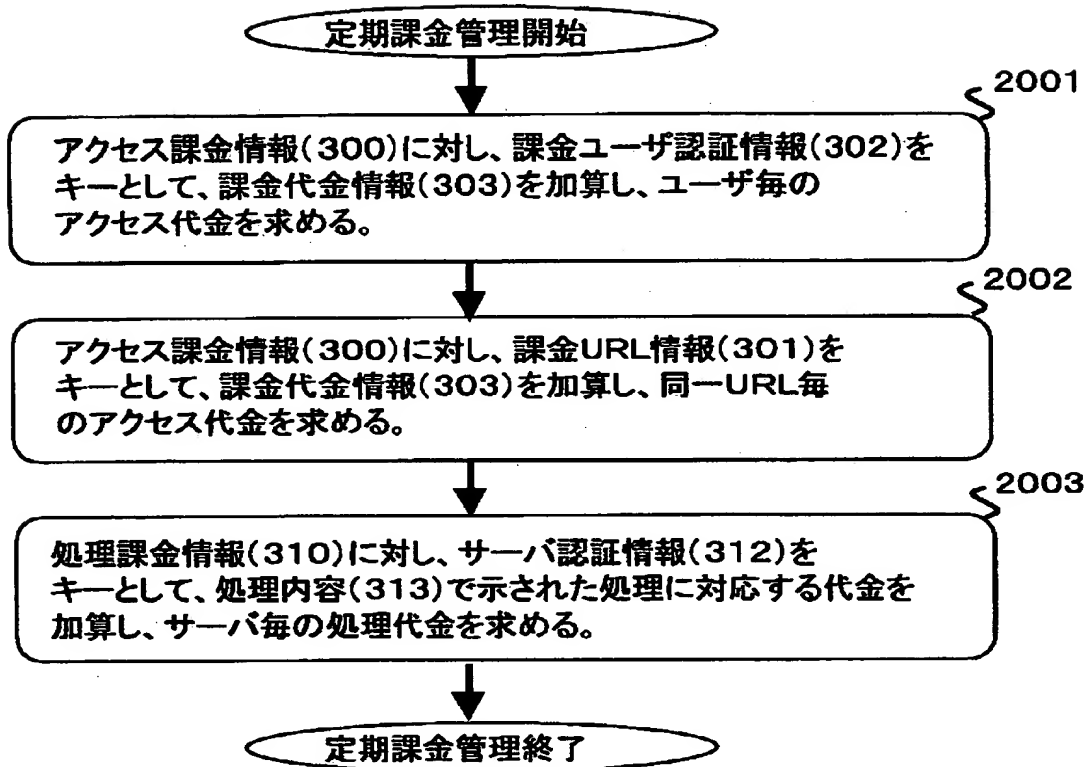 定期課金管理開始
2001
アクセス課金情報(300)に対し、課金ユーザ認証情報(302)を
キーとして、課金代金情報(303)を加算し、ユーザ毎の
アクセス代金を求める。
2002
アクセス課金情報(300)に対し、課金URL情報(301)を
キーとして、課金代金情報(303)を加算し、同一URL毎
のアクセス代金を求める。
2003
処理課金情報(310)に対し、サーバ認証情報(312)を
キーとして、処理内容(313)で示された処理に対応する代金を
加算し、サーバ毎の処理代金を求める。
定期課金管理終了